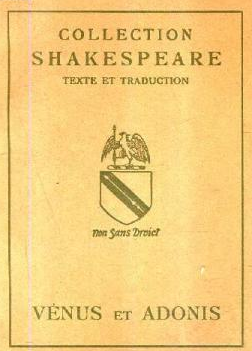 COLLECTION
SHAKESPEARE
TEXTE ET TRADUCTION
Non Sans Droict
VÉNUS ET ADONIS